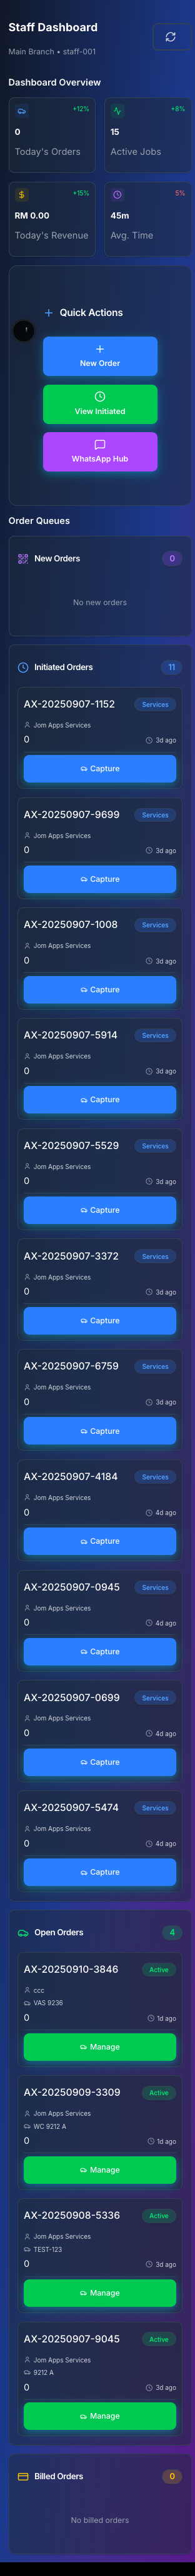 Staff Dashboard
Main Branch • staff-001
Dashboard Overview
+12%
0
Today's Orders
+8%
15
Active Jobs
+15%
RM 0.00
Today's Revenue
5%
45m
Avg. Time
Quick Actions
New Order
View Initiated
WhatsApp Hub
Order Queues
New Orders 0
No new orders
Initiated Orders 11
AX-20250907-1152 Services
Jom Apps Services
0 3d ago
Capture
AX-20250907-9699 Services
Jom Apps Services
0 3d ago
Capture
AX-20250907-1008 Services
Jom Apps Services
0 3d ago
Capture
AX-20250907-5914 Services
Jom Apps Services
0 3d ago
Capture
AX-20250907-5529 Services
Jom Apps Services
0 3d ago
Capture
AX-20250907-3372 Services
Jom Apps Services
0 3d ago
Capture
AX-20250907-6759 Services
Jom Apps Services
0 3d ago
Capture
AX-20250907-4184 Services
Jom Apps Services
0 4d ago
Capture
AX-20250907-0945 Services
Jom Apps Services
0 4d ago
Capture
AX-20250907-0699 Services
Jom Apps Services
0 4d ago
Capture
AX-20250907-5474 Services
Jom Apps Services
0 4d ago
Capture
Open Orders 4
AX-20250910-3846 Active
ccc
VAS 9236
0 1d ago
Manage
AX-20250909-3309 Active
Jom Apps Services
WC 9212 A
0 1d ago
Manage
AX-20250908-5336 Active
Jom Apps Services
TEST-123
0 3d ago
Manage
AX-20250907-9045 Active
Jom Apps Services
9212 A
0 3d ago
Manage
Billed Orders 0
No billed orders